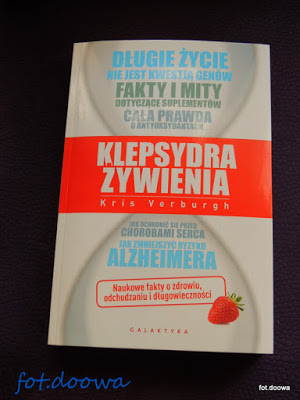 DŁUGIE ŻYCIE
NIE JEST KWESTIĄ GENÓW
FAKTY I MITY
DOTYCZĄCE SUPLEMENTÓW
CAŁA PRAWDA
O ANTYOKSYDANTACH
KLEPSYDRA
ŻYWIENIA
Kris Verburgh
JAK OCHRONIĆ SIĘ PRZED
CHOROBAMI SERCA
JAK ZMNIEJSZYĆ RYZYKO
ALZHEIMERA
Naukowe fakty o zdrowiu,
odchudzaniu i długowieczności
GALAKTYKA
fot.doowa
fot.doowa